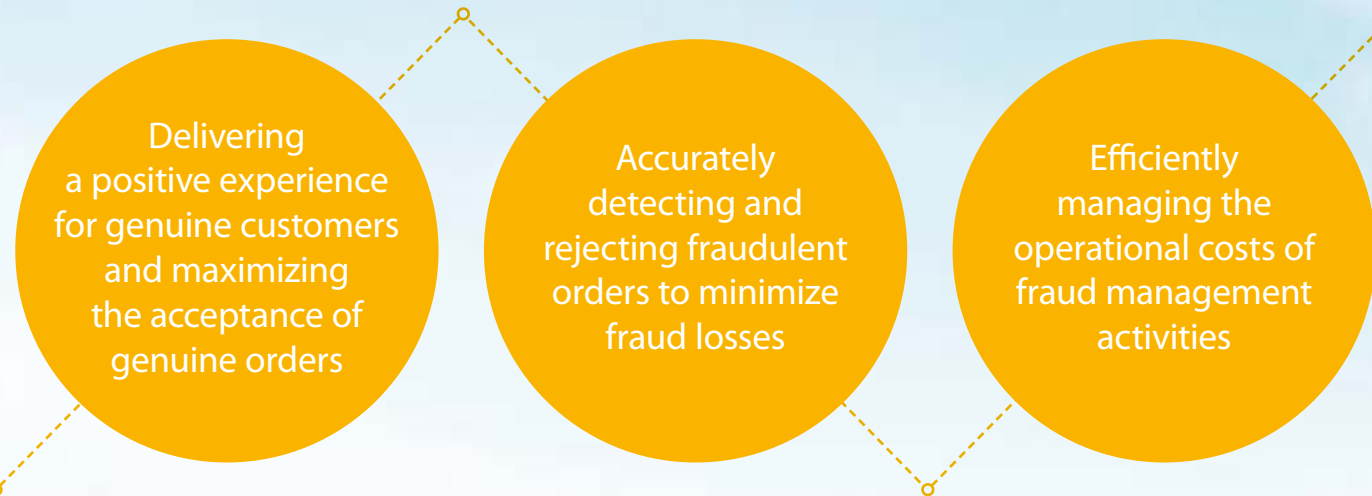 Delivering
a positive experience
for genuine customers
and maximizing
the acceptance of
genuine orders
Accurately
detecting and
rejecting fraudulent
orders to minimize
fraud losses
Efficiently
managing the
operational costs of
fraud management
activities